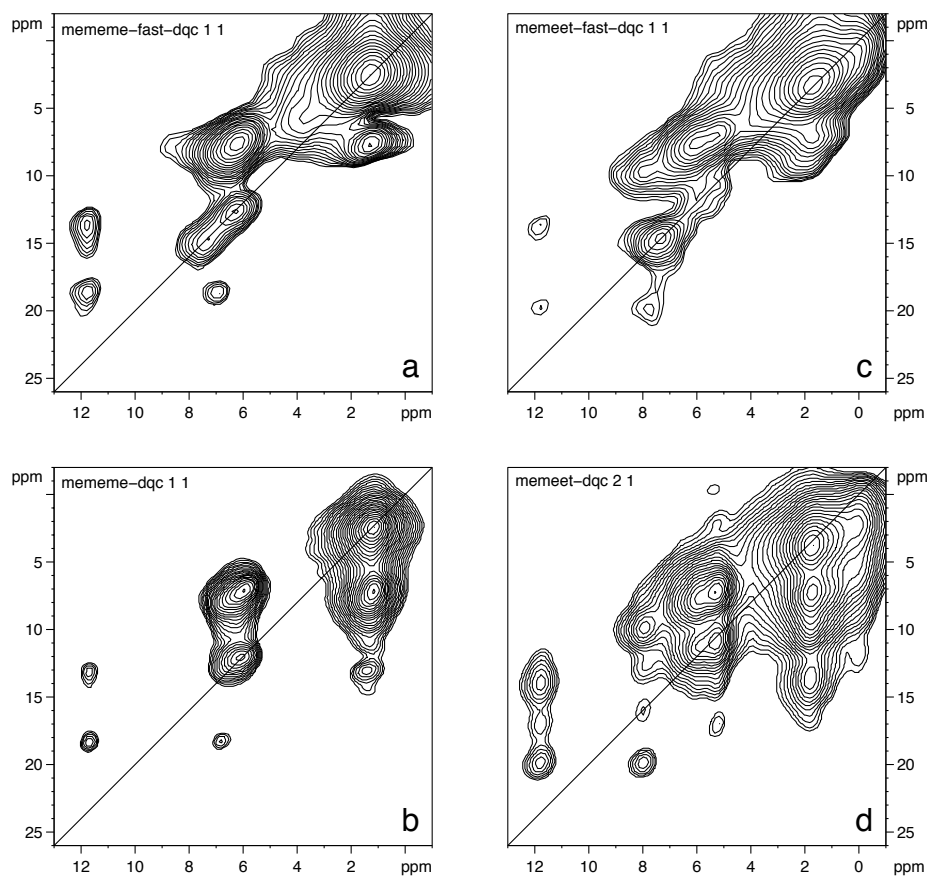 ppm
mememe-fast-dqc 1 1
5
10
15
20
25
a
12 10 8 6 4 2 ppm
ppm
memeet-fast-dqc 1 1
5
10
15
20
25
c
12 10 8 6 4 2 0 ppm
ppm
mememe-dqc 1 1
5
10
15
20
25
b
12 10 8 6 4 2 ppm
ppm
memeet-dqc 2 1
5
10
15
20
25
d
12 10 8 6 4 2 0 ppm